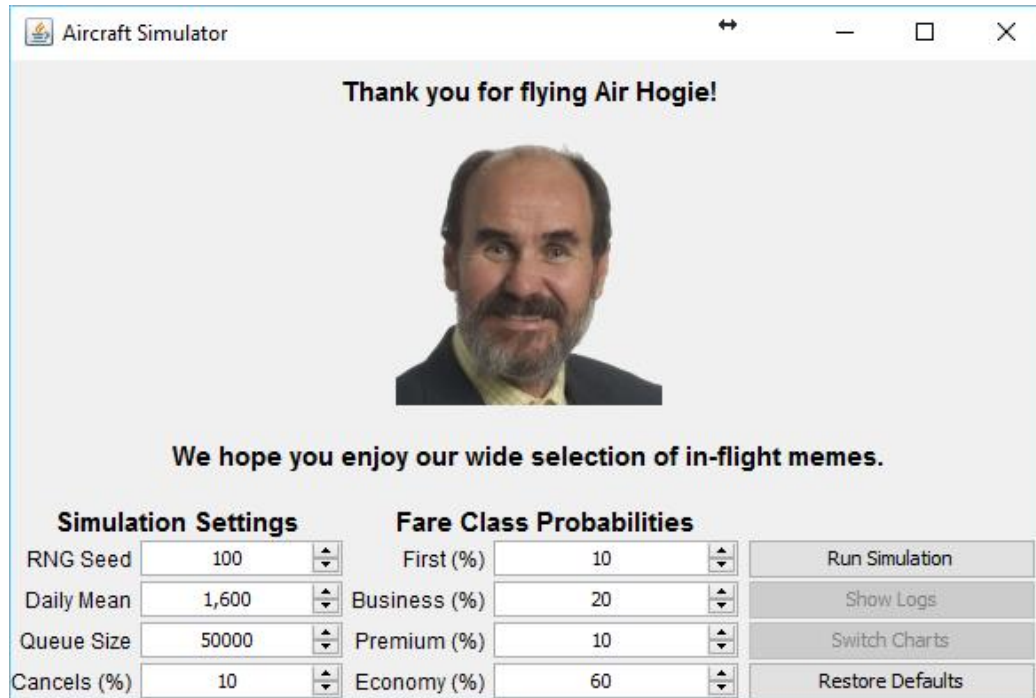 Aircraft Simulator
Thank you for flying Air Hogie!
We hope you enjoy our wide selection of in-flight memes.
Simulation Settings Fare Class Probabilities
RNG Seed 100 First (%) 10 Run Simulation
Daily Mean 1,600 Business (%) 20 Show Logs
Queue Size 50000 Premium (%) 10 Switch Charts
Cancels (%) 10 Economy (%) 60 Restore Defaults